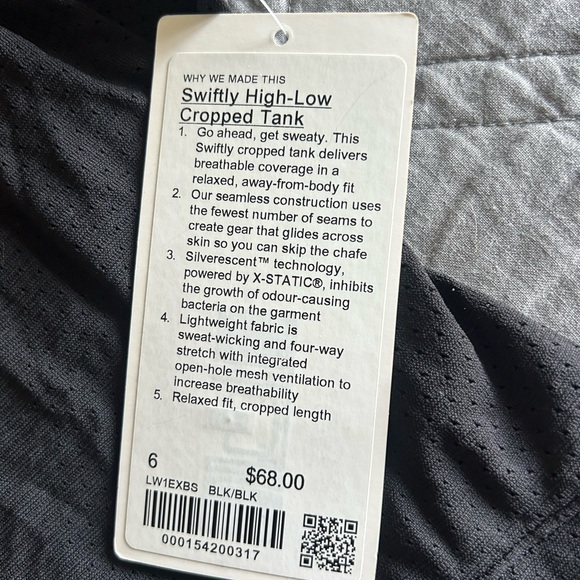 WHY WE MADE THIS
Swiftly High-Low
Cropped Tank
1. Go ahead, get sweaty. This
Swiftly cropped tank delivers
breathable coverage in a
relaxed, away-from-body fit
2. Our seamless construction uses
the fewest number of seams to
create gear that glides across
skin so you can skip the chafe
3. Silverescent™ technology,
powered by X-STATIC®, inhibits
the growth of odour-causing
bacteria on the garment
4. Lightweight fabric is
sweat-wicking and four-way
stretch with integrated
open-hole mesh ventilation to
increase breathability
5. Relaxed fit, cropped length
6 $68.00
LW1EXBS BLK/BLK
000154200317